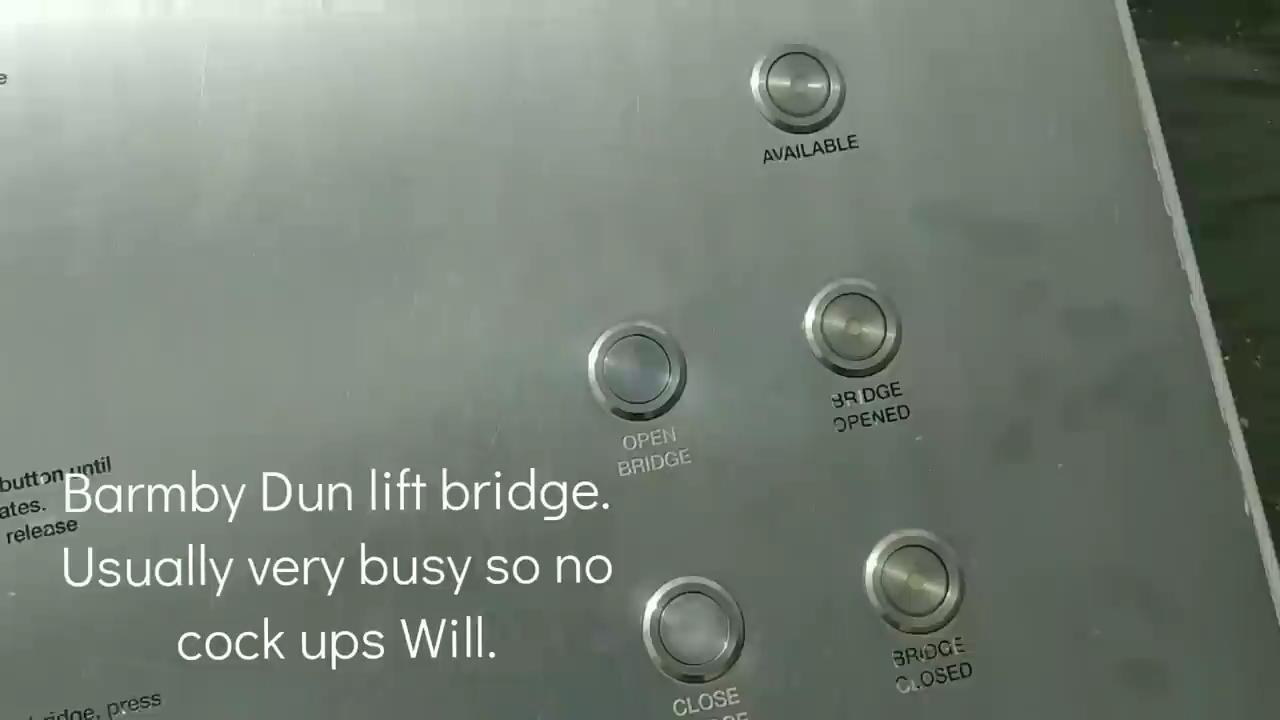 AVAILABLE
BRIDGE
OPENED
OPEN
BRIDGE
button until
release
Barmby Dun lift bridge.
Usually very busy so no
cock ups Will.
BRIDGE
CLOSED
CLOSE
press